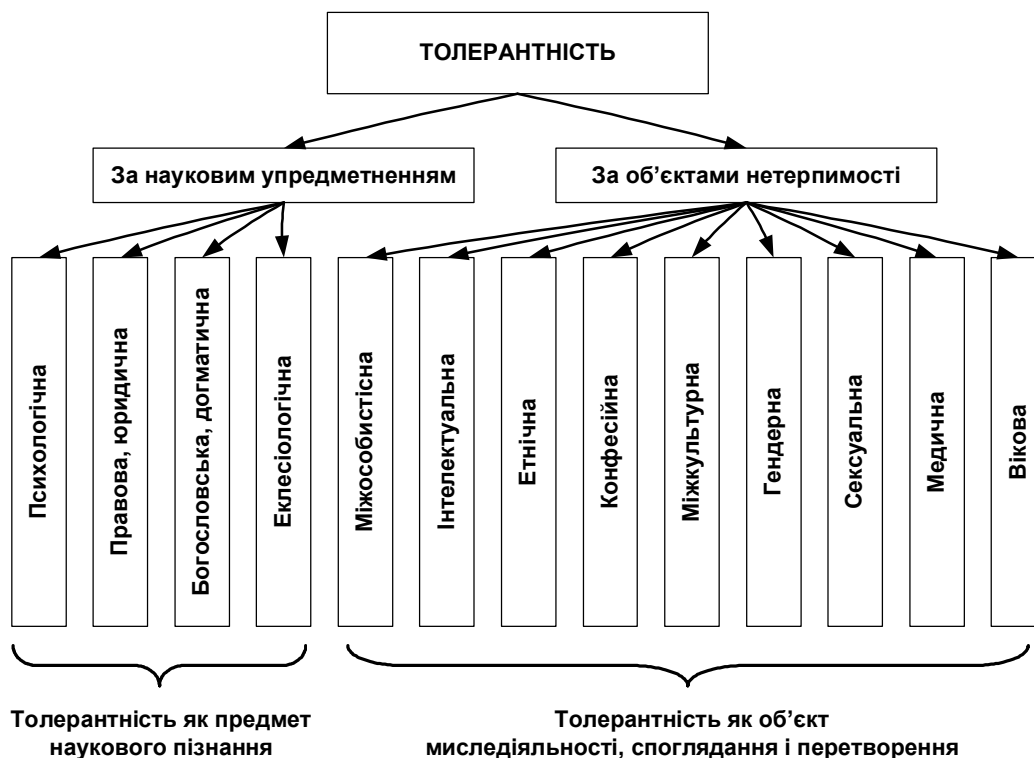 ТОЛЕРАНТНІСТЬ
За науковим упредметненням
За об’єктами нетерпимості
Психологічна
Правова, юридична
Богословська, догматична
Еклесіологічна
Міжособистісна
Інтелектуальна
Етнічна
Конфесійна
Міжкультурна
Гендерна
Сексуальна
Медична
Вікова
Толерантність як предмет
наукового пізнання
Толерантність як об’єкт
миследіяльності, споглядання і перетворення